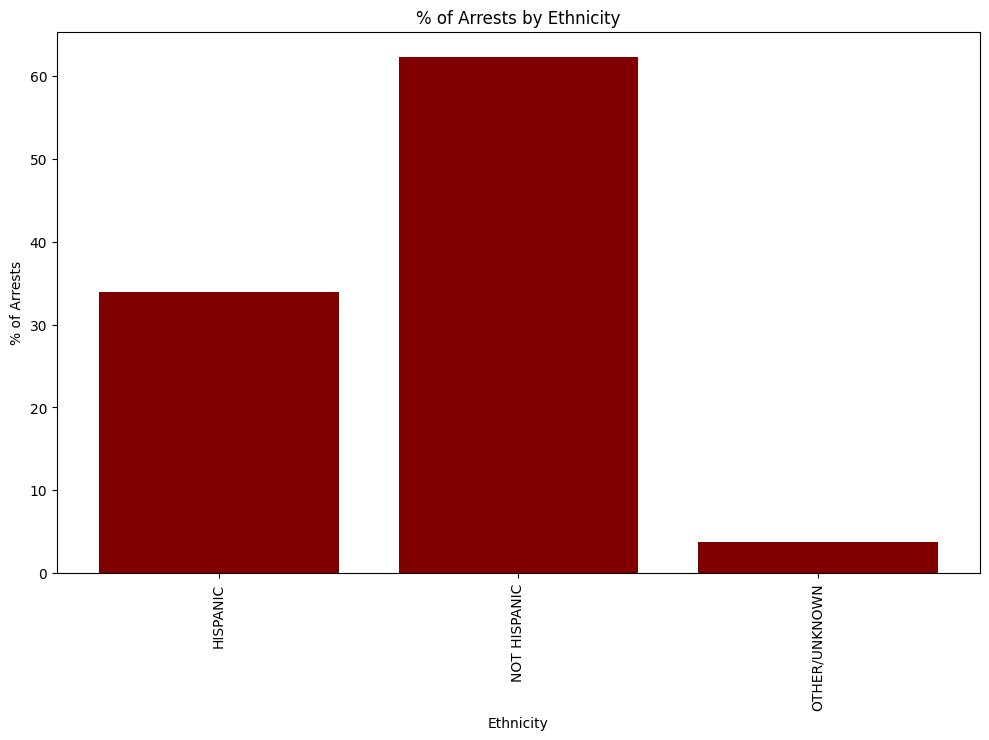 % of Arrests by Ethnicity
% of Arrests
60
50
40
30
20
10
0
HISPANIC
NOT HISPANIC
OTHER/UNKNOWN
Ethnicity